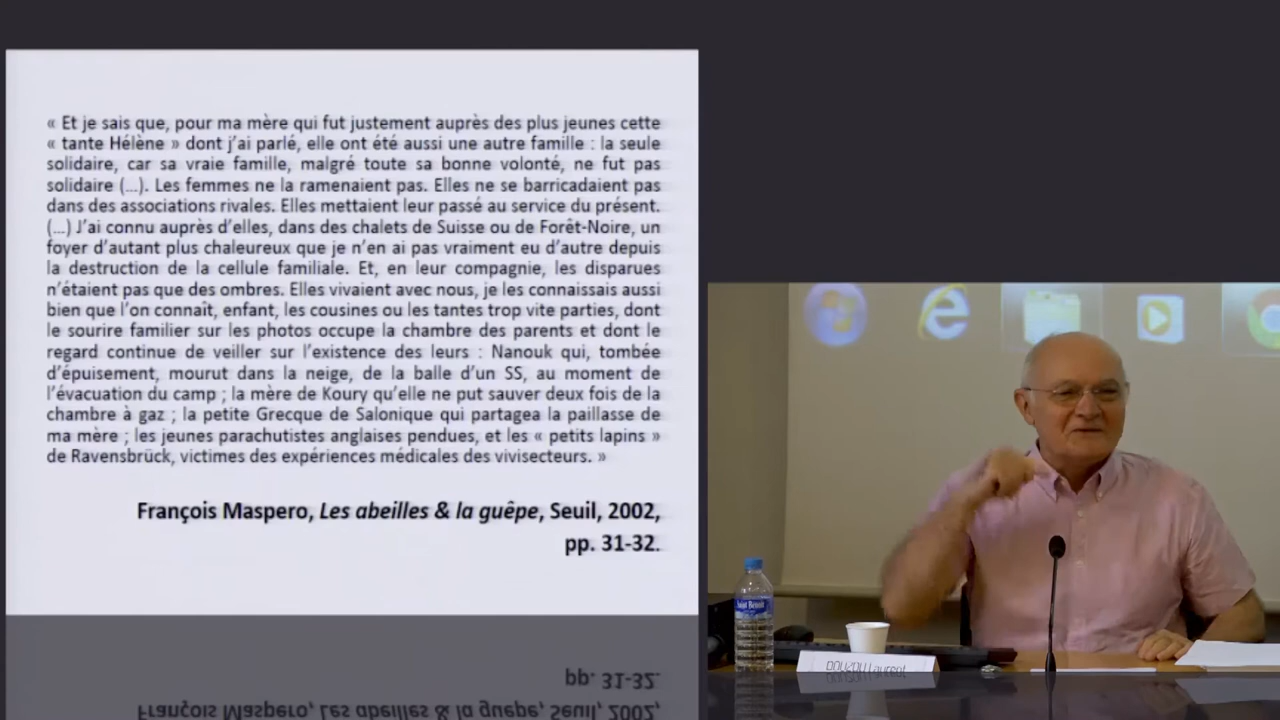 « Et je sais que, pour ma mère qui fut justement auprès des plus jeunes cette
« tante Hélène » dont j'ai parlé, elle ont été aussi une autre famille : la seule
solidaire, car sa vraie famille, malgré toute sa bonne volonté, ne fut pas
solidaire (…). Les femmes ne la ramenaient pas. Elles ne se barricadaient pas
dans des associations rivales. Elles mettaient leur passé au service du présent.
(…) J'ai connu auprès d'elles, dans des chalets de Suisse ou de Forêt-Noire, un
foyer d'autant plus chaleureux que je n'en ai pas vraiment eu d'autre depuis
la destruction de la cellule familiale. Et, en leur compagnie, les disparues
n'étaient pas que des ombres. Elles vivaient avec nous, je les connaissais aussi
bien que l'on connaît, enfant, les cousines ou les tantes trop vite parties, dont
le sourire familier sur les photos occupe la chambre des parents et dont le
regard continue de veiller sur l'existence des leurs : Nanouk qui, tombée
d'épuisement, mourut dans la neige, de la balle d'un SS, au moment de
l'évacuation du camp ; la mère de Koury qu'elle ne put sauver deux fois de la
chambre à gaz ; la petite Grecque de Salonique qui partagea la paillasse de
ma mère ; les jeunes parachutistes anglaises pendues, et les « petits lapins »
de Ravensbrück, victimes des expériences médicales des vivisecteurs. »
François Maspero, Les abeilles & la guêpe, Seuil, 2002,
pp. 31-32.
Saint Benoit